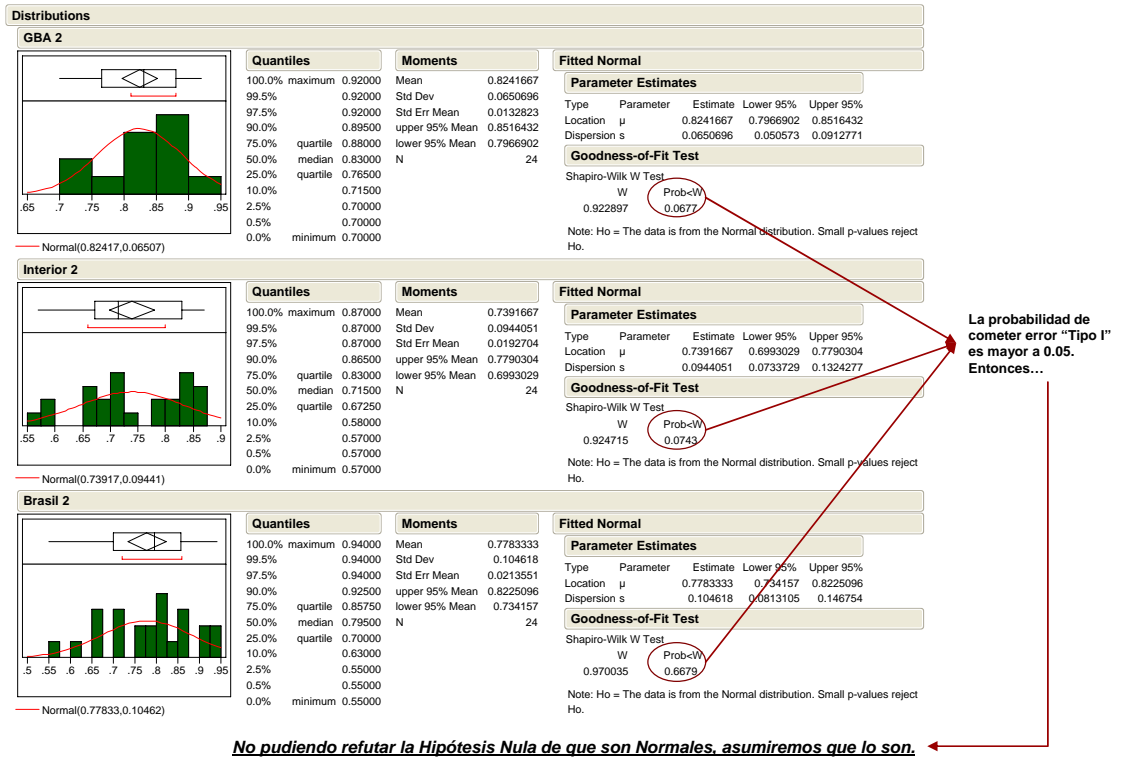 Distributions
GBA 2
.65 .7 .75 .8 .85 .9 .95
Normal(0.82417,0.06507)
Quantiles
100.0% maximum 0.92000
99.5% 0.92000
97.5% 0.92000
90.0% 0.89500
75.0% quartile 0.88000
50.0% median 0.83000
25.0% quartile 0.76500
10.0% 0.71500
2.5% 0.70000
0.5% 0.70000
0.0% minimum 0.70000
Moments
Mean 0.8241667
Std Dev 0.0650696
Std Err Mean 0.0132823
upper 95% Mean 0.8516432
lower 95% Mean 0.7966902
N 24
Fitted Normal
Parameter Estimates
Type Parameter Estimate Lower 95% Upper 95%
Location µ 0.8241667 0.7966902 0.8516432
Dispersion s 0.0650696 0.050573 0.0912771
Goodness-of-Fit Test
Shapiro-Wilk W Test
W Prob<W
0.922897 0.0677
Note: Ho = The data is from the Normal distribution. Small p-values reject
Ho.
Interior 2
.55 .6 .65 .7 .75 .8 .85 .9
Normal(0.73917,0.09441)
Quantiles
100.0% maximum 0.87000
99.5% 0.87000
97.5% 0.87000
90.0% 0.86500
75.0% quartile 0.83000
50.0% median 0.71500
25.0% quartile 0.67250
10.0% 0.58000
2.5% 0.57000
0.5% 0.57000
0.0% minimum 0.57000
Moments
Mean 0.7391667
Std Dev 0.0944051
Std Err Mean 0.0192704
upper 95% Mean 0.7790304
lower 95% Mean 0.6993029
N 24
Fitted Normal
Parameter Estimates
Type Parameter Estimate Lower 95% Upper 95%
Location µ 0.7391667 0.6993029 0.7790304
Dispersion s 0.0944051 0.0733729 0.1324277
Goodness-of-Fit Test
Shapiro-Wilk W Test
W Prob<W
0.924715 0.0743
Note: Ho = The data is from the Normal distribution. Small p-values reject
Ho.
Brasil 2
.5 .55 .6 .65 .7 .75 .8 .85 .9 .95
Normal(0.77833,0.10462)
Quantiles
100.0% maximum 0.94000
99.5% 0.94000
97.5% 0.94000
90.0% 0.92500
75.0% quartile 0.85750
50.0% median 0.79500
25.0% quartile 0.70000
10.0% 0.63000
2.5% 0.55000
0.5% 0.55000
0.0% minimum 0.55000
Moments
Mean 0.7783333
Std Dev 0.104618
Std Err Mean 0.0213551
upper 95% Mean 0.8225096
lower 95% Mean 0.734157
N 24
Fitted Normal
Parameter Estimates
Type Parameter Estimate Lower 95% Upper 95%
Location µ 0.7783333 0.734157 0.8225096
Dispersion s 0.104618 0.0813105 0.146754
Goodness-of-Fit Test
Shapiro-Wilk W Test
W Prob<W
0.970035 0.6679
Note: Ho = The data is from the Normal distribution. Small p-values reject
Ho.
La probabilidad de
cometer error “Tipo I”
es mayor a 0.05.
Entonces…
No pudiendo refutar la Hipótesis Nula de que son Normales, asumiremos que lo son.